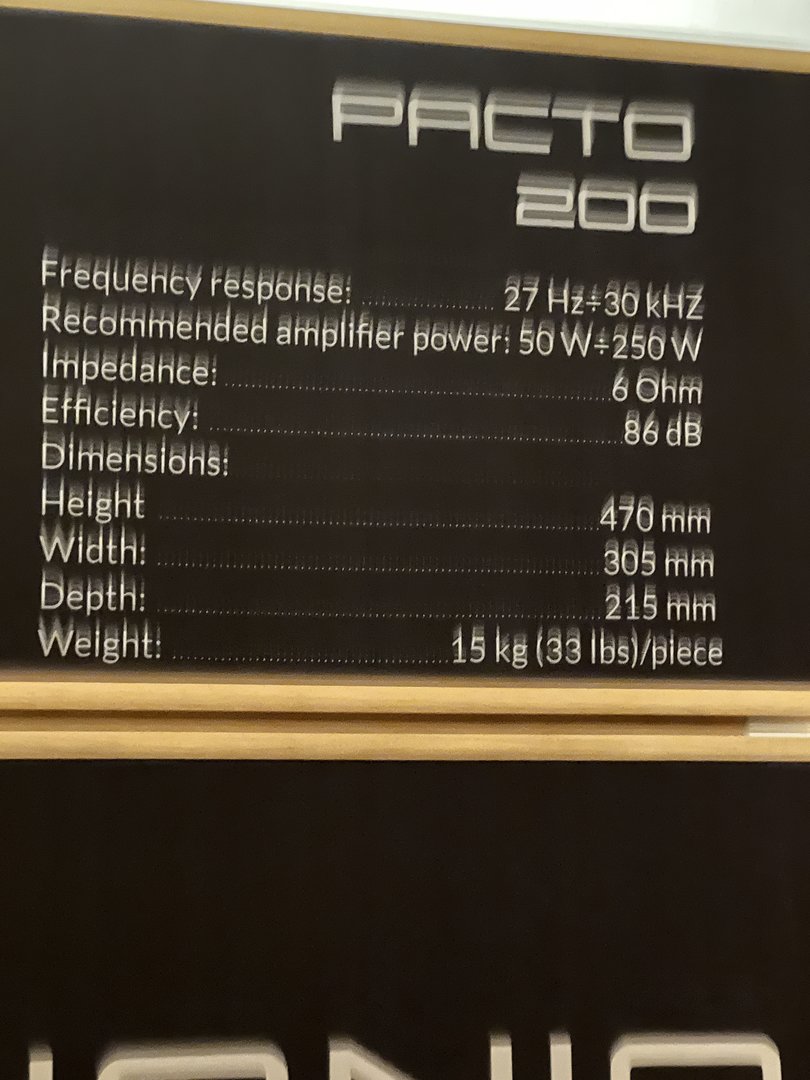 PACTO
200
Frequency response: ........................ 27 Hz÷30 kHz
Recommended amplifier power: 50 W÷250 W
Impedance: ........................ 6 Ohm
Efficiency: ........................ 86 dB
Dimensions:
Height ........................ 470 mm
Width: ........................ 305 mm
Depth: ........................ 215 mm
Weight: ........................ 15 kg (33 lbs)/piece